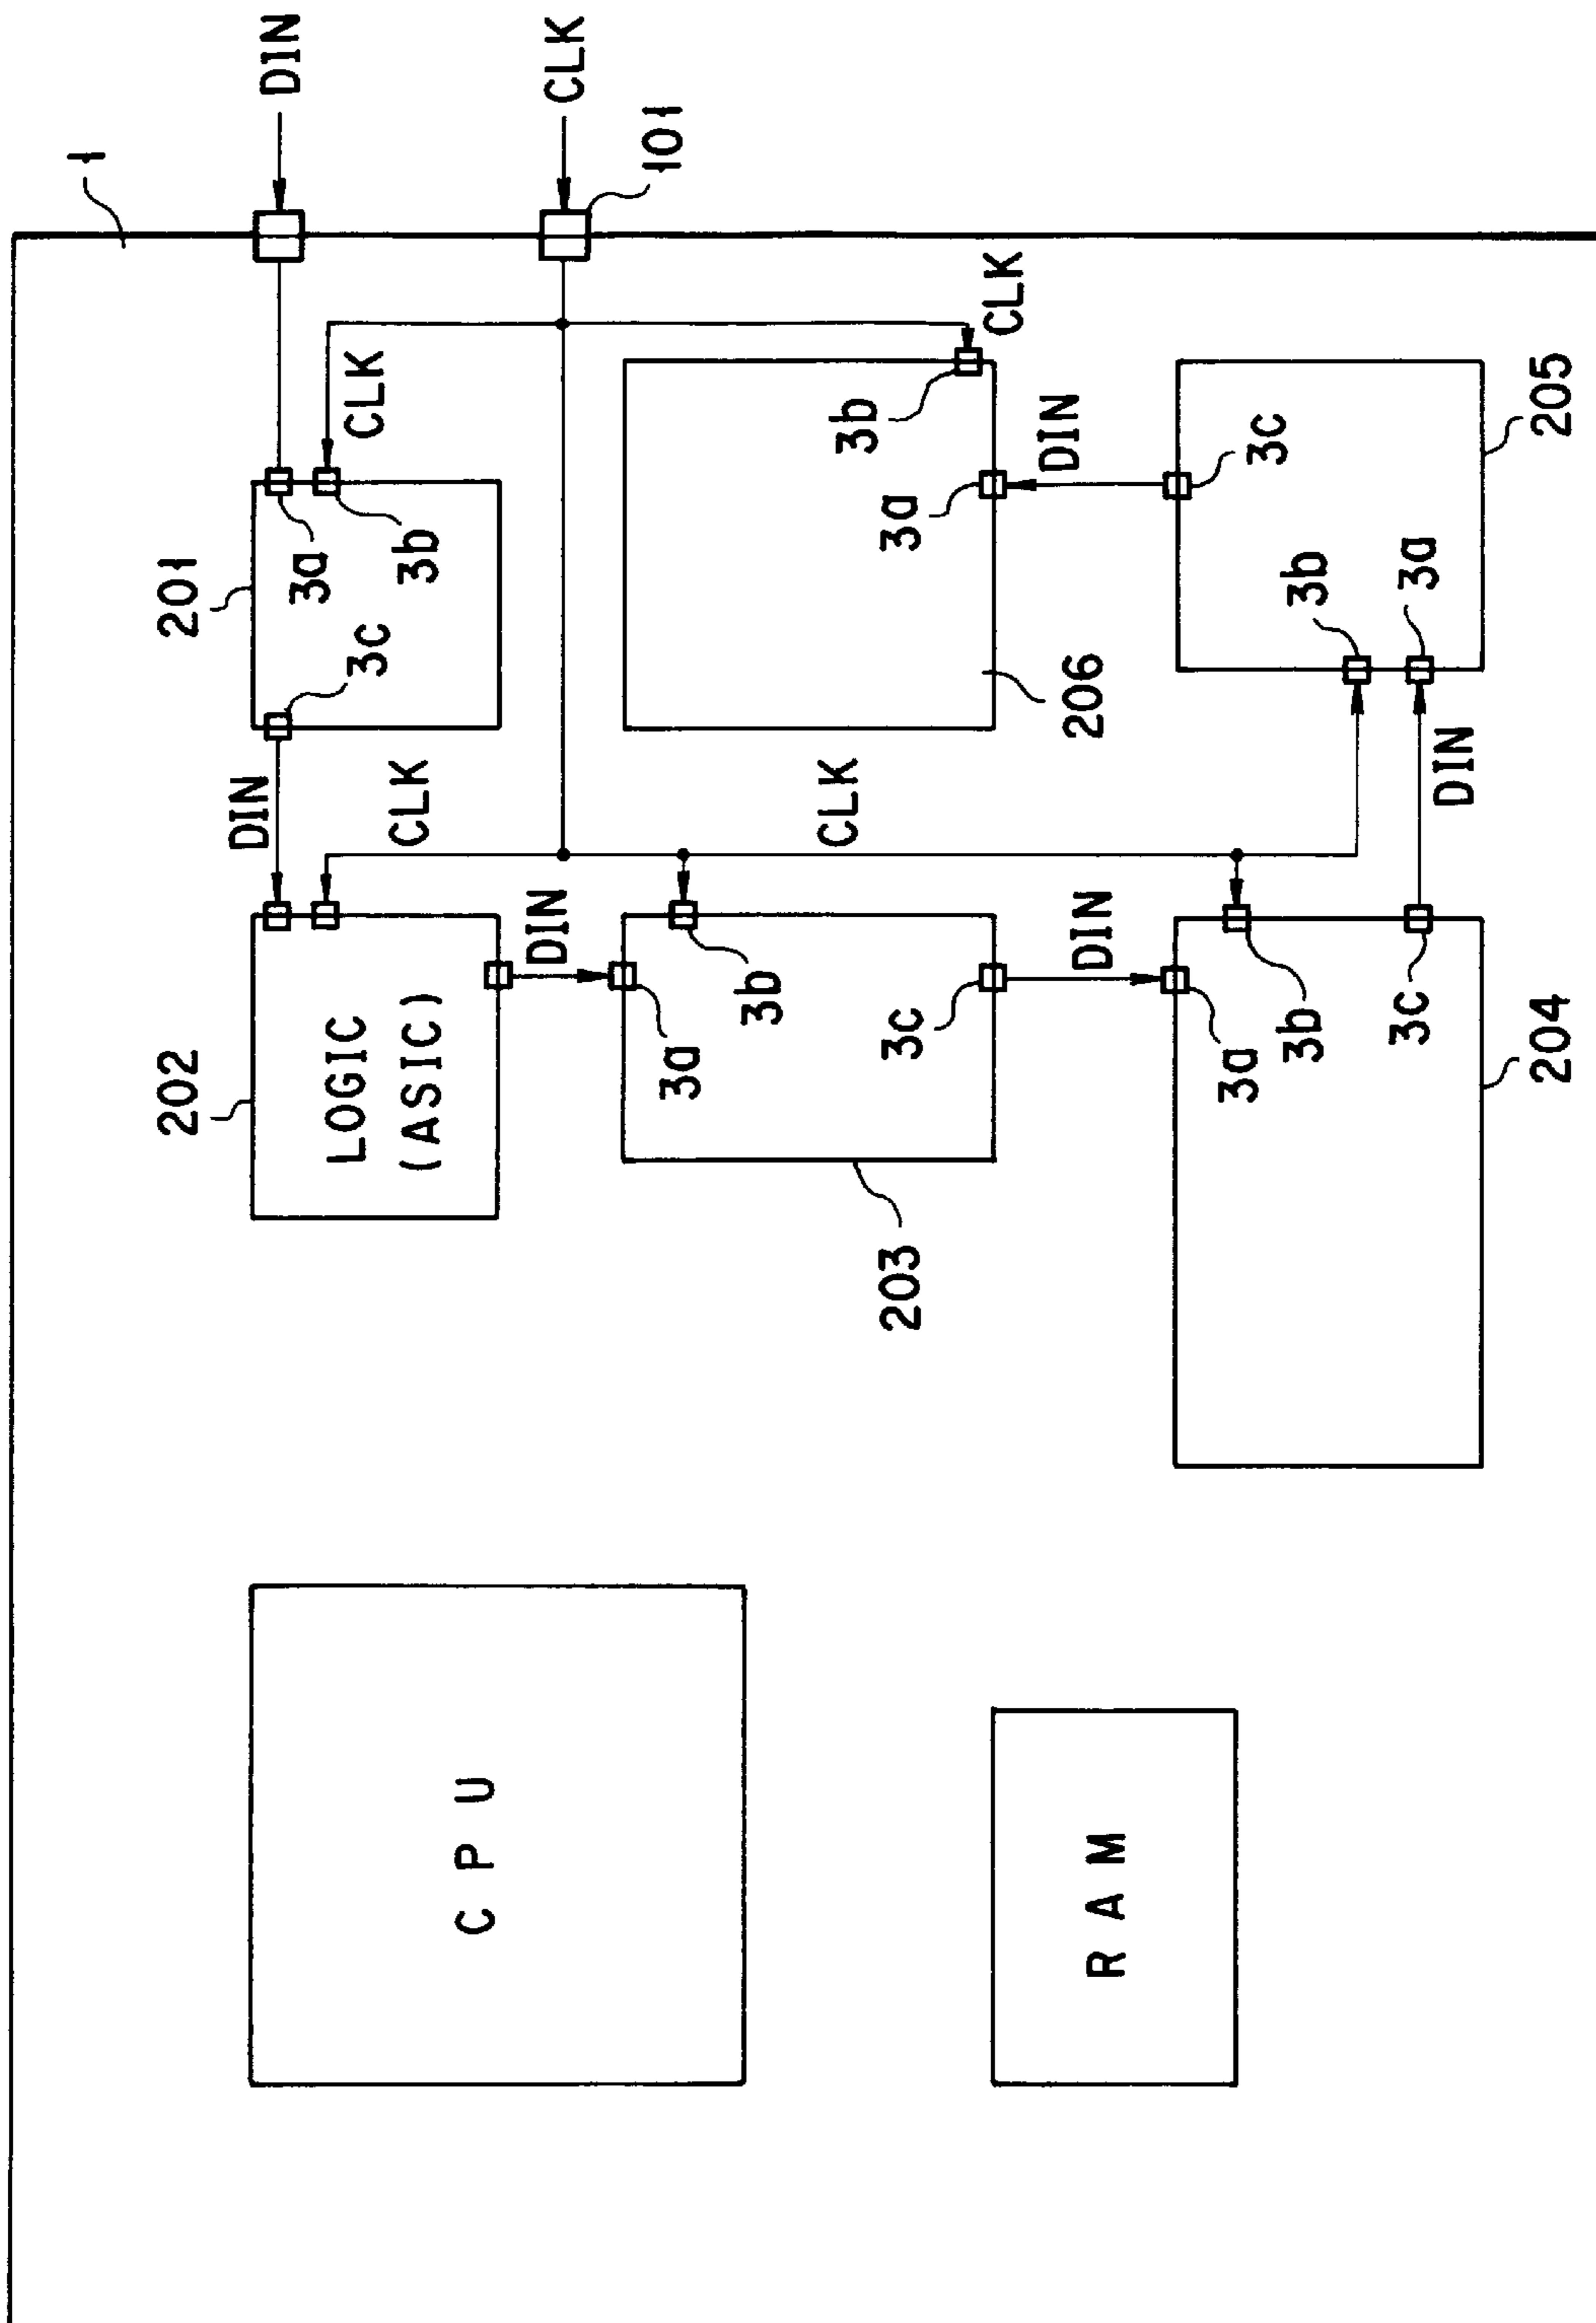 1
DIN
CLK
101
201
3a
3b
3c
CLK
DIN
202
LOGIC
(ASIC)
CLK
DIN
206
3a
3b
CLK
DIN
203
3a
3b
3c
CLK
DIN
205
3a
3b
3c
DIN
204
3a
3b
3c
CPU
RAM